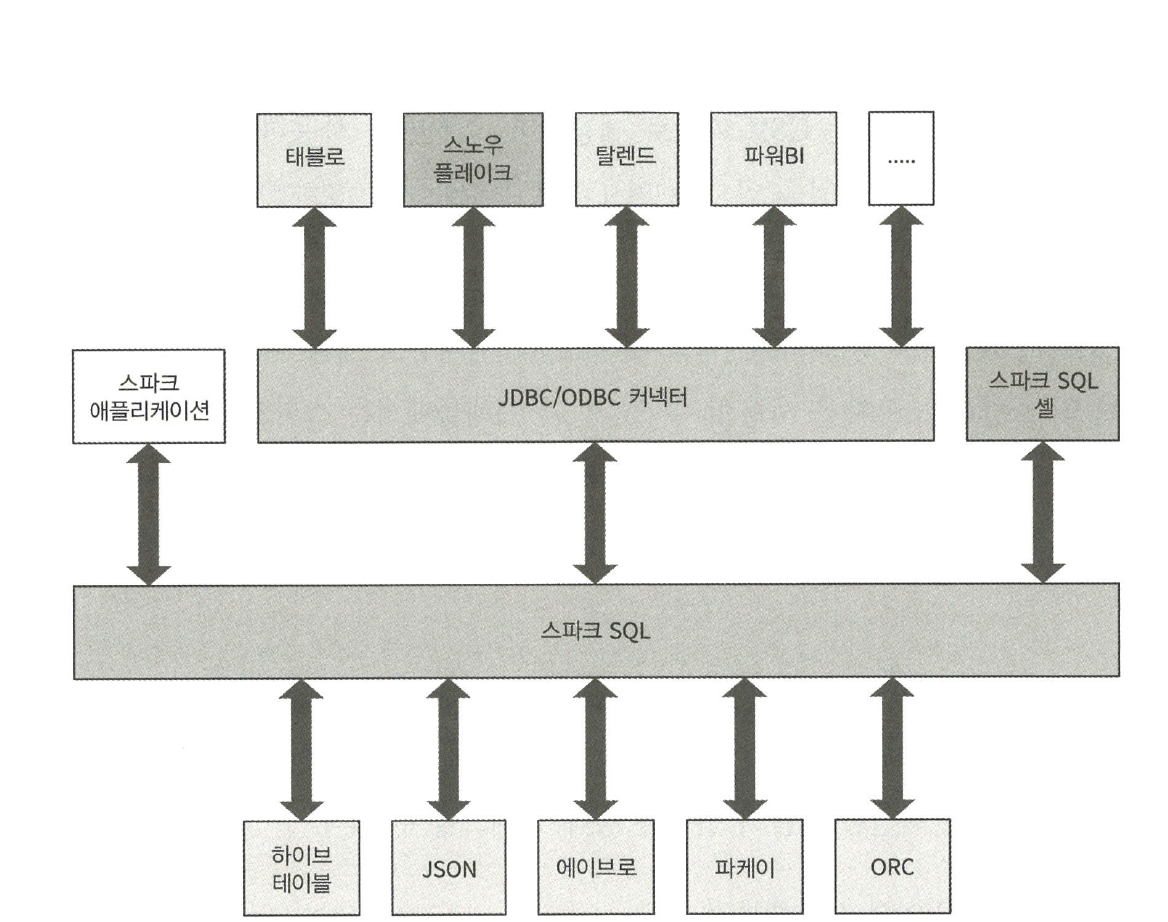 태블로
스노우
플레이크
탈렌드
파워BI
.....
스파크
애플리케이션
JDBC/ODBC 커넥터
스파크 SQL
셸
스파크 SQL
하이브
테이블
JSON
에이브로
파케이
ORC